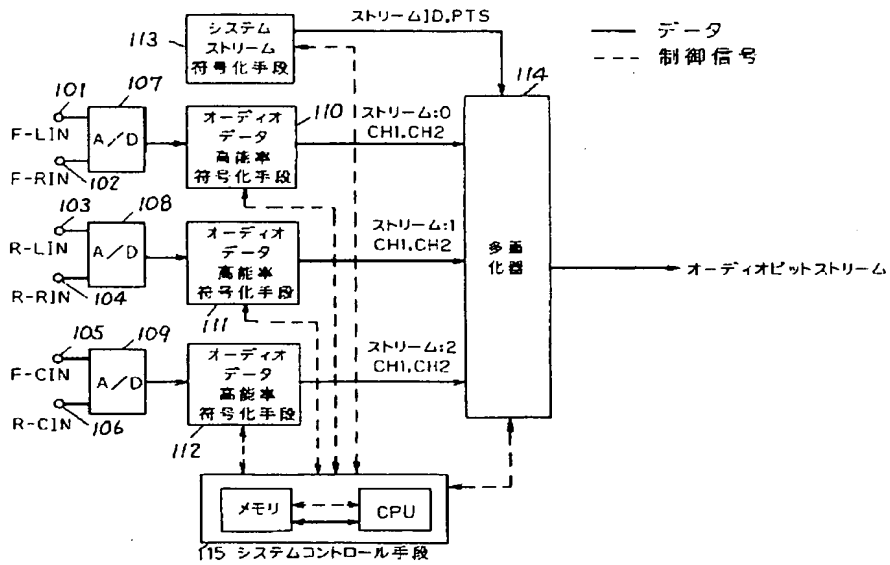 ストリームID.PTS
データ
制御信号
113
システム
ストリーム
符号化手段
114
101
107
F-LIN
A/D
F-RIN
102
オーディオ
データ
高能率
符号化手段
110
ストリーム:0
CH1.CH2
103
108
R-LIN
A/D
R-RIN
104
オーディオ
データ
高能率
符号化手段
111
ストリーム:1
CH1.CH2
多重化器
オーディオビットストリーム
105
109
F-CIN
A/D
R-CIN
106
オーディオ
データ
高能率
符号化手段
112
ストリーム:2
CH1.CH2
メモリ
CPU
115 システムコントロール手段